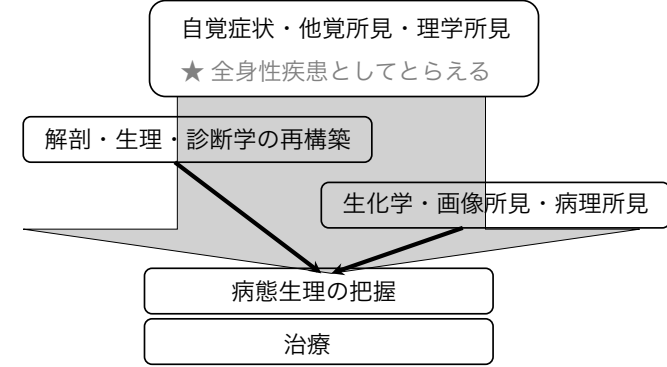 自覚症状・他覚所見・理学所見
★ 全身性疾患としてとらえる
解剖・生理・診断学の再構築
生化学・画像所見・病理所見
病態生理の把握
治療